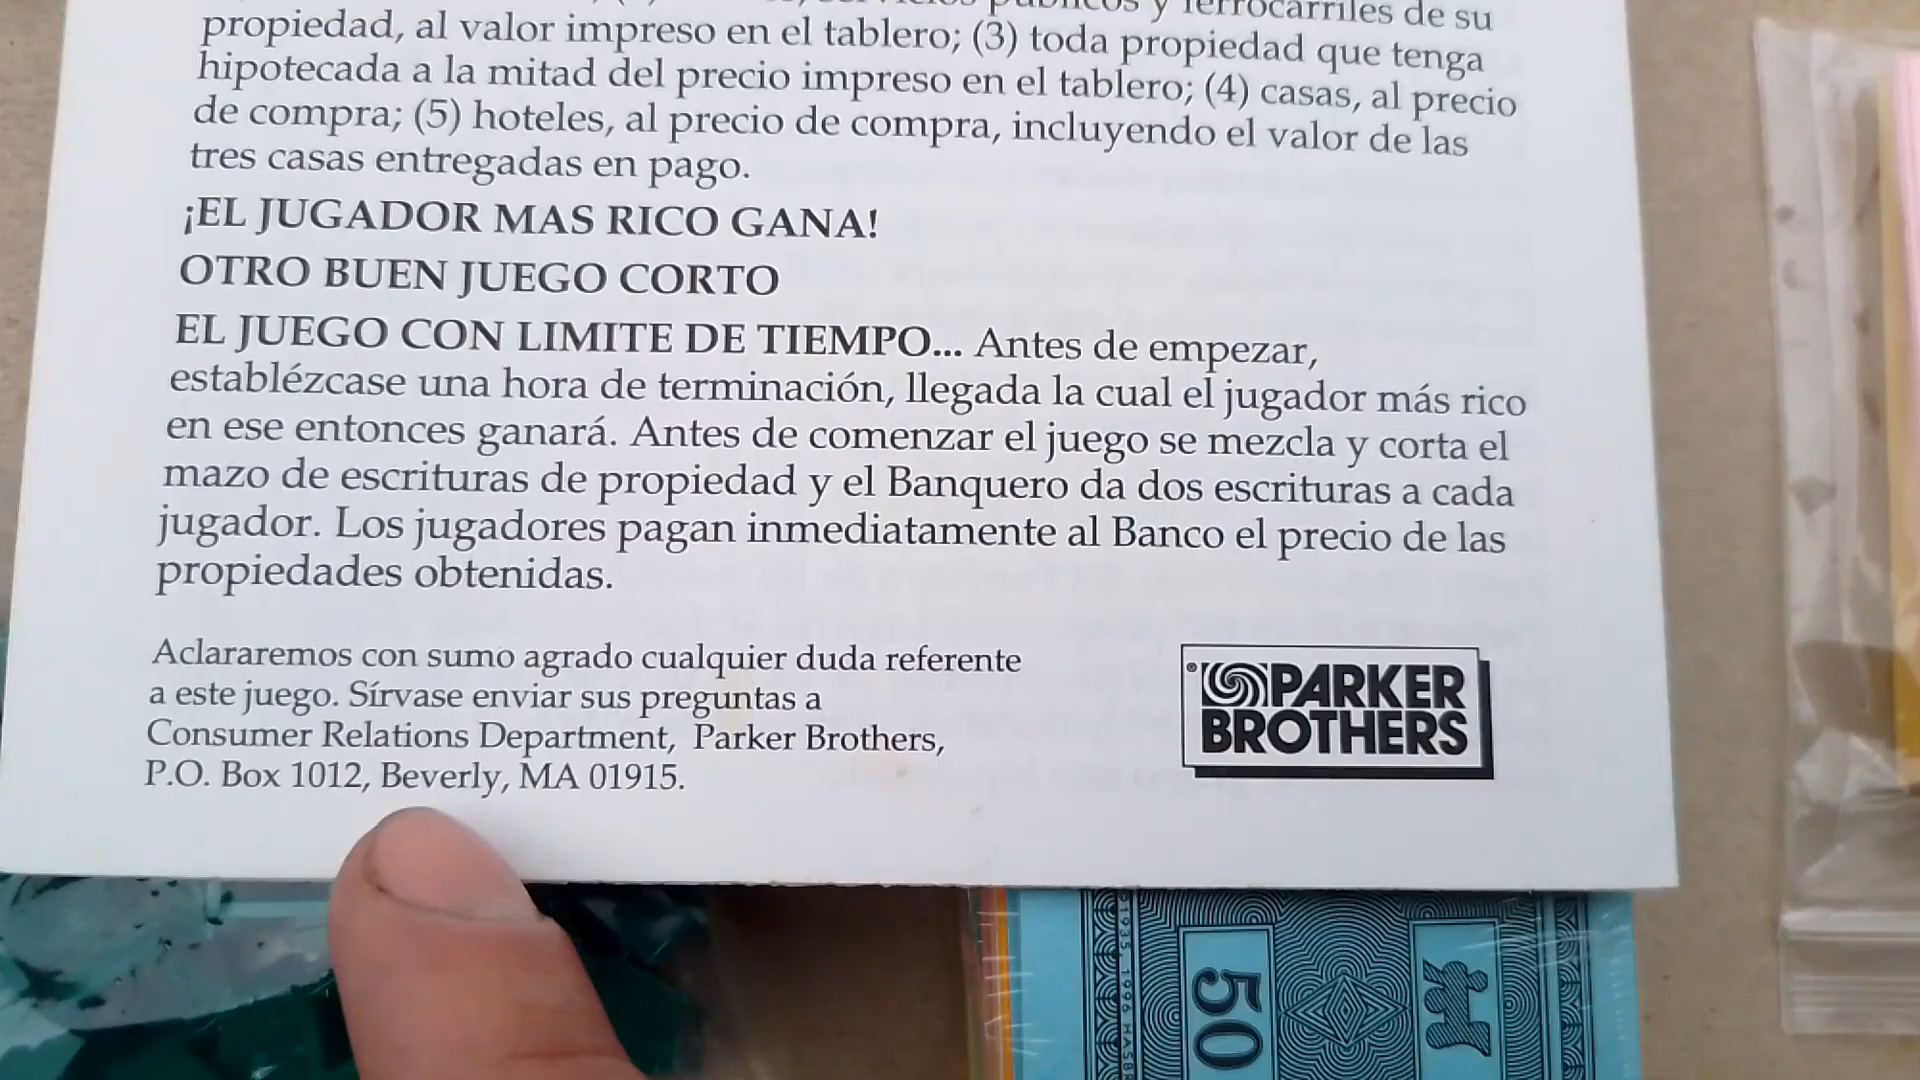 públicos y ferrocarriles de su
propiedad, al valor impreso en el tablero; (3) toda propiedad que tenga
hipotecada a la mitad del precio impreso en el tablero; (4) casas, al precio
de compra; (5) hoteles, al precio de compra, incluyendo el valor de las
tres casas entregadas en pago.
¡EL JUGADOR MAS RICO GANA!
OTRO BUEN JUEGO CORTO
EL JUEGO CON LIMITE DE TIEMPO... Antes de empezar,
establézcase una hora de terminación, llegada la cual el jugador más rico
en ese entonces ganará. Antes de comenzar el juego se mezcla y corta el
mazo de escrituras de propiedad y el Banquero da dos escrituras a cada
jugador. Los jugadores pagan inmediatamente al Banco el precio de las
propiedades obtenidas.
Aclararemos con sumo agrado cualquier duda referente
a este juego. Sírvase enviar sus preguntas a
Consumer Relations Department, Parker Brothers,
P.O. Box 1012, Beverly, MA 01915.
® PARKER
BROTHERS
50
1935, 1996 HASBR